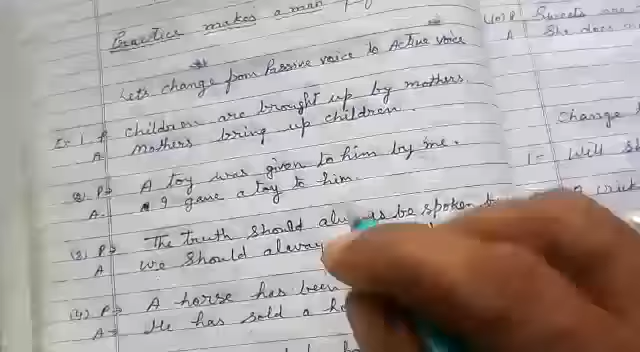 Practice makes a man
Let's change from Passive voice to Active voice
Ex- 1. P children are brought up by mothers.
A- mothers bring up children.
(2) P→ A toy was given to him by me.
A- I gave a toy to him.
(3) P→ The truth should always be spoken
A We should always
(4) P→ A horse has been
A→ He has sold a
(10) P Sweets are
A She does
Change
1= Will
A